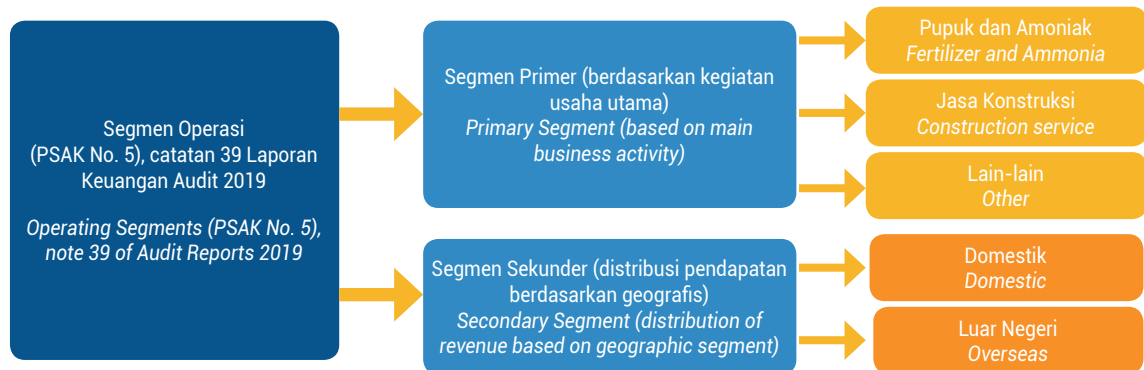 Segmen Operasi
(PSAK No. 5), catatan 39 Laporan
Keuangan Audit 2019
Operating Segments (PSAK No. 5),
note 39 of Audit Reports 2019
Segmen Primer (berdasarkan kegiatan
usaha utama)
Primary Segment (based on main
business activity)
Pupuk dan Amoniak
Fertilizer and Ammonia
Jasa Konstruksi
Construction service
Lain-lain
Other
Segmen Sekunder (distribusi pendapatan
berdasarkan geografis)
Secondary Segment (distribution of
revenue based on geographic segment)
Domestik
Domestic
Luar Negeri
Overseas